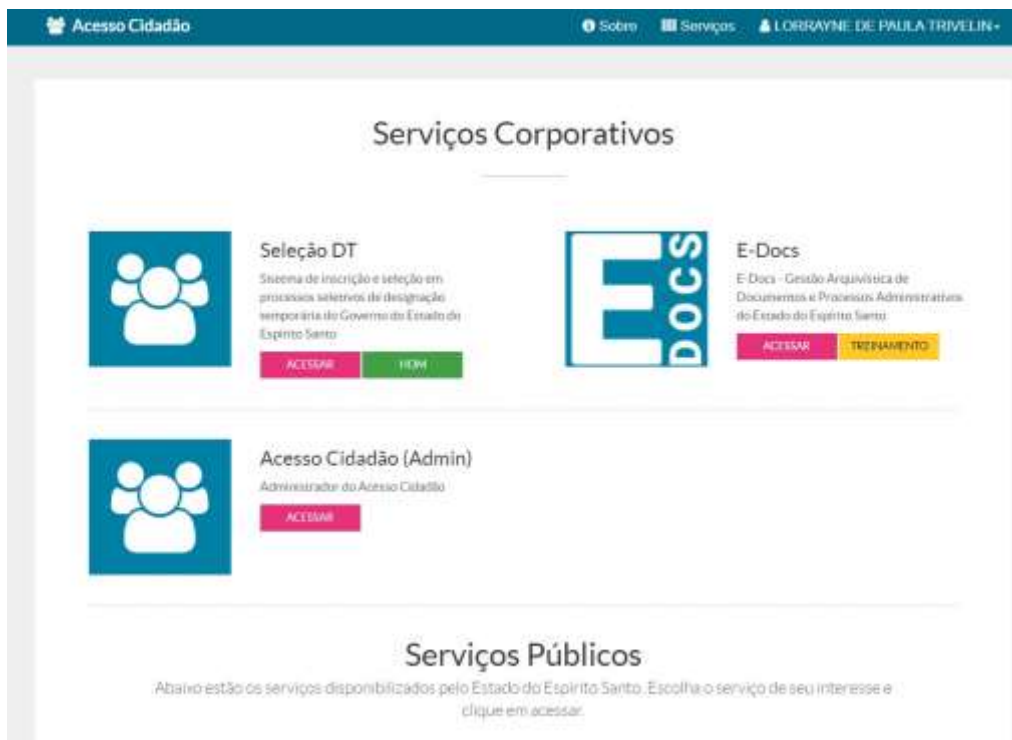 Acesso Cidadão
Sobre
Serviços
LORRAYNE DE PAULA TRIVELIN
Serviços Corporativos
Seleção DT
Sistema de inscrição e seleção em
processos seletivos de designação
temporária do Governo do Estado do
Espírito Santo
ACESSAR
HOM
E DOCS
E-Docs
E-Docs - Gestão Arquivística de
Documentos e Processos Administrativos
do Estado do Espírito Santo
ACESSAR
TREINAMENTO
Acesso Cidadão (Admin)
Administrador do Acesso Cidadão
ACESSAR
Serviços Públicos
Abaixo estão os serviços disponibilizados pelo Estado do Espírito Santo. Escolha o serviço de seu interesse e
clique em acessar.